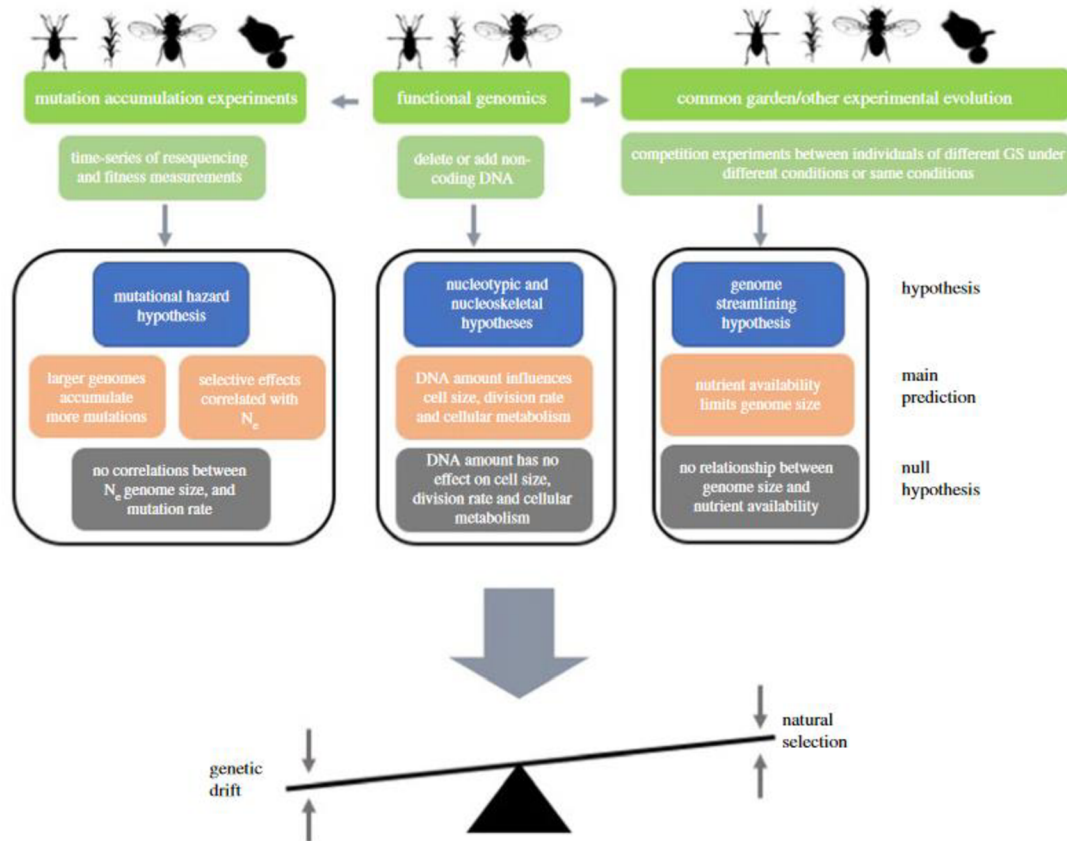 mutation accumulation experiments
functional genomics
common garden/other experimental evolution
time-series of resequencing
and fitness measurements
delete or add non-
coding DNA
competition experiments between individuals of different GS under
different conditions or same conditions
mutational hazard
hypothesis
nucleotypic and
nucleoskeletal
hypotheses
genome
streamlining
hypothesis
hypothesis
larger genomes
accumulate
more mutations
selective effects
correlated with
Ne
DNA amount influences
cell size, division rate
and cellular metabolism
nutrient availability
limits genome size
main
prediction
no correlations between
Ne genome size, and
mutation rate
DNA amount has no
effect on cell size,
division rate and cellular
metabolism
no relationship between
genome size and
nutrient availability
null
hypothesis
genetic
drift
natural
selection